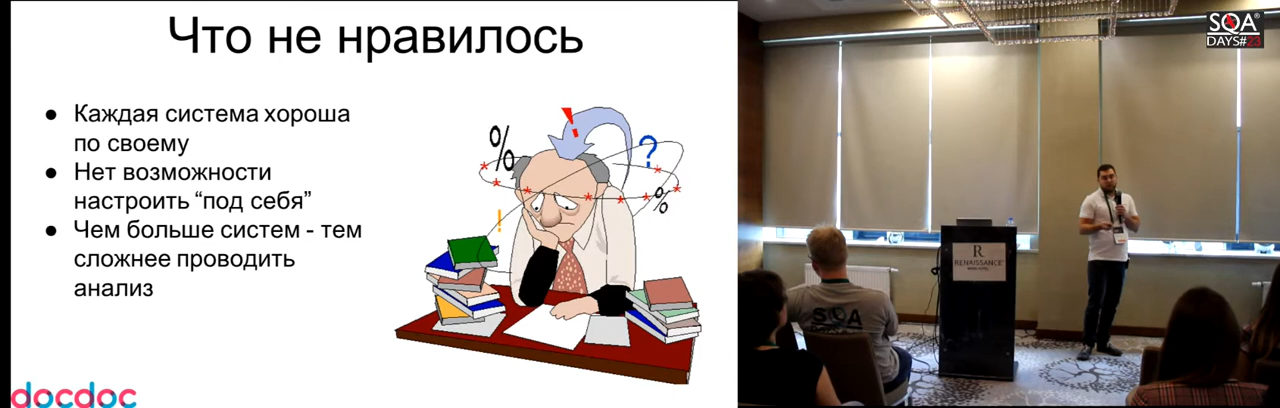 Что не нравилось
● Каждая система хороша
по своему
● Нет возможности
настроить “под себя”
● Чем больше систем - тем
сложнее проводить
анализ
%
!
?
%
!
docdoc
SQA®
DAYS#23
R
RENAISSANCE®
SQA